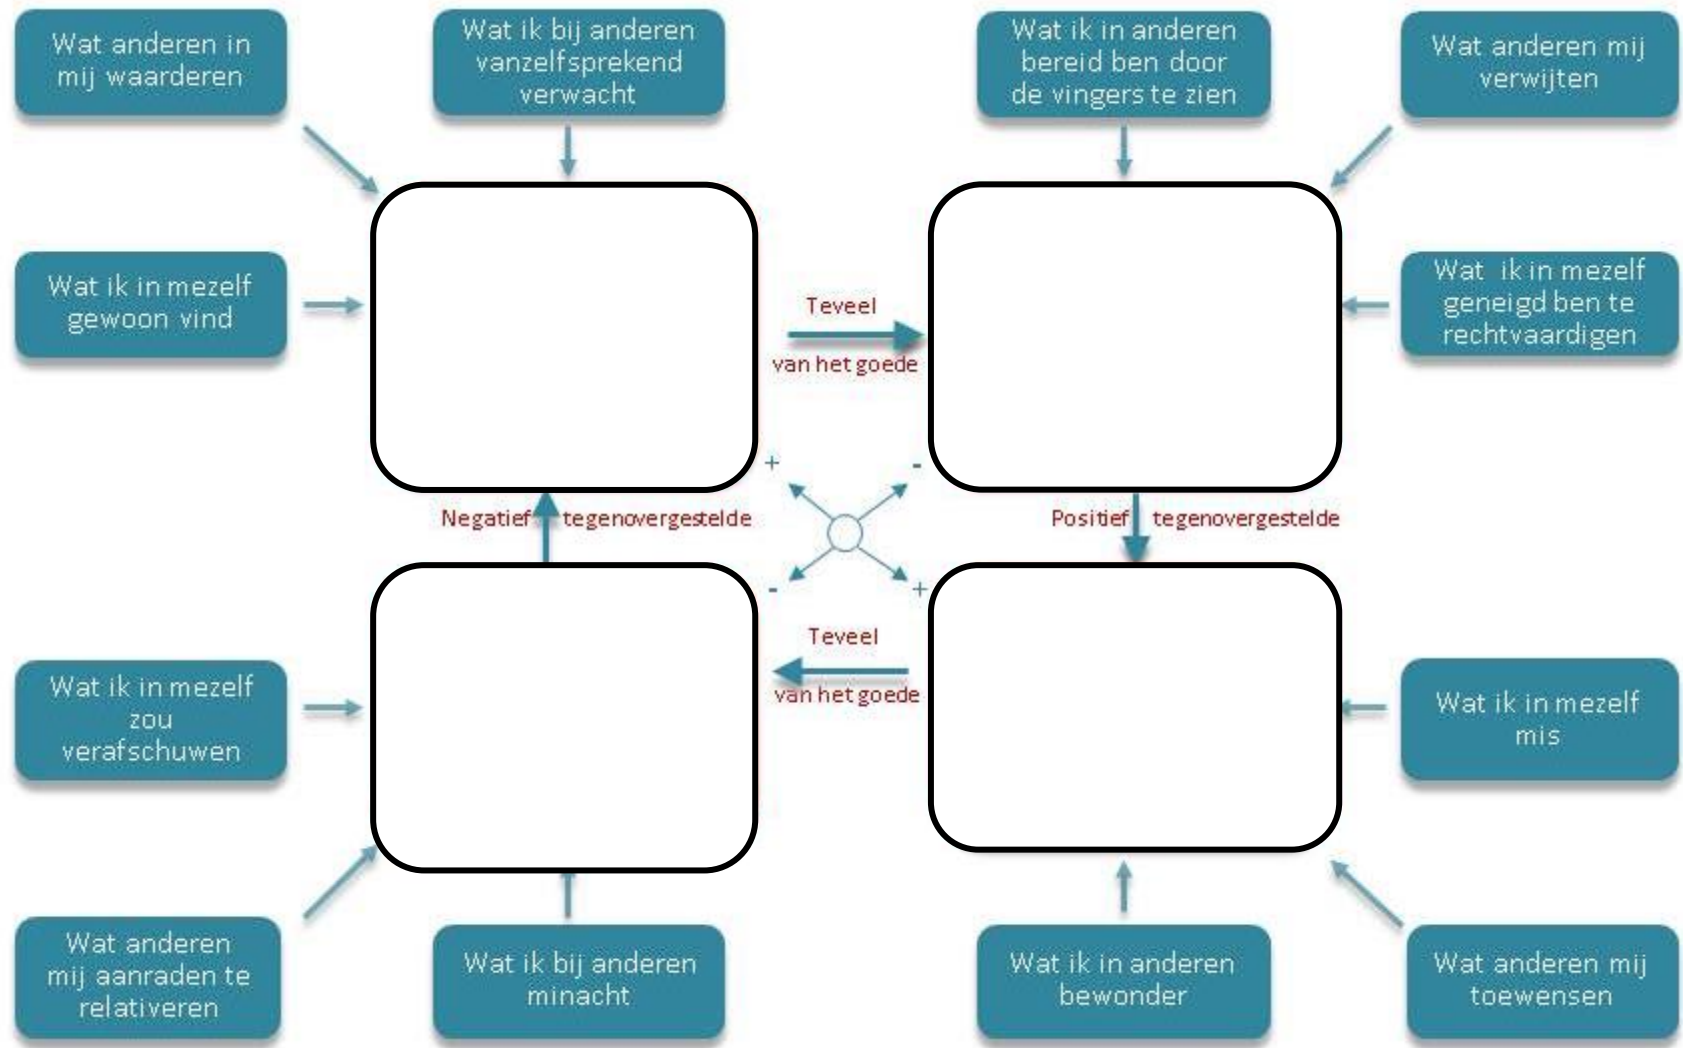 Wat anderen in
mij waarderen
Wat ik bij anderen
vanzelfsprekend
verwacht
Wat ik in anderen
bereid ben door
de vingers te zien
Wat anderen mij
verwijten
Wat ik in mezelf
gewoon vind
Teveel
van het goede
Wat ik in mezelf
geneigd ben te
rechtvaardigen
+
-
Negatief tegenovergestelde
Positief tegenovergestelde
-
+
Teveel
van het goede
Wat ik in mezelf
zou
verafschuwen
Wat ik in mezelf
mis
Wat anderen
mij aanraden te
relativeren
Wat ik bij anderen
minacht
Wat ik in anderen
bewonder
Wat anderen mij
toewensen